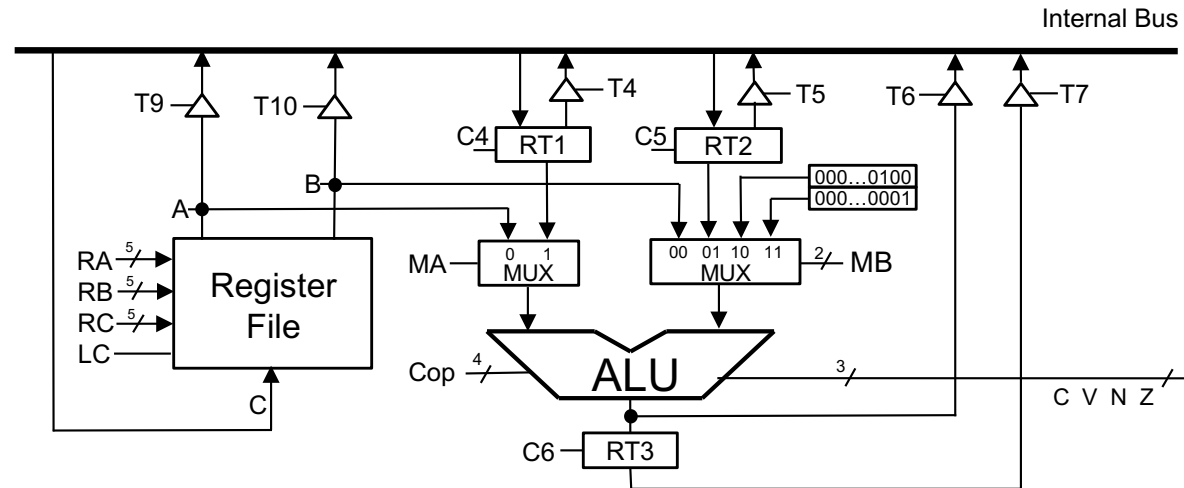 Internal Bus
T9
T10
T4
T5
T6
T7
C4
RT1
C5
RT2
000...0100
000...0001
B
A
RA
5
RB
5
RC
5
LC
Register
File
C
MA
0 1
MUX
00 01 10 11
MUX
2
MB
Cop
4
ALU
3
C V N Z
C6
RT3